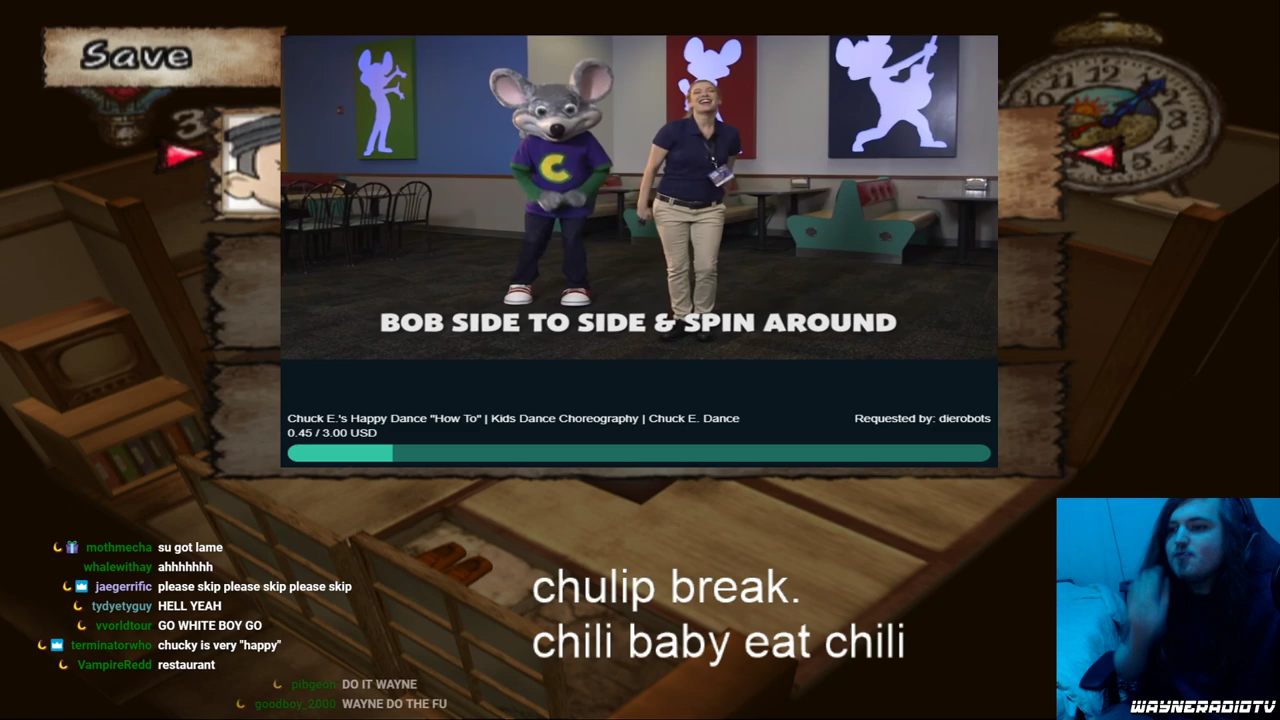 Save
3
C
BOB SIDE TO SIDE & SPIN AROUND
Chuck E.'s Happy Dance "How To" | Kids Dance Choreography | Chuck E. Dance
Requested by: dierobots
0.45 / 3.00 USD
mothmecha su got lame
whalewithay ahhhhhhh
jaegerrific please skip please skip please skip
tydyetyguy HELL YEAH
vvorldtour GO WHITE BOY GO
terminatorwho chucky is very "happy"
VampireRedd restaurant
pibgeon DO IT WAYNE
goodboy_2000 WAYNE DO THE FU
chulip break.
chili baby eat chili
WAYNERADIOTV